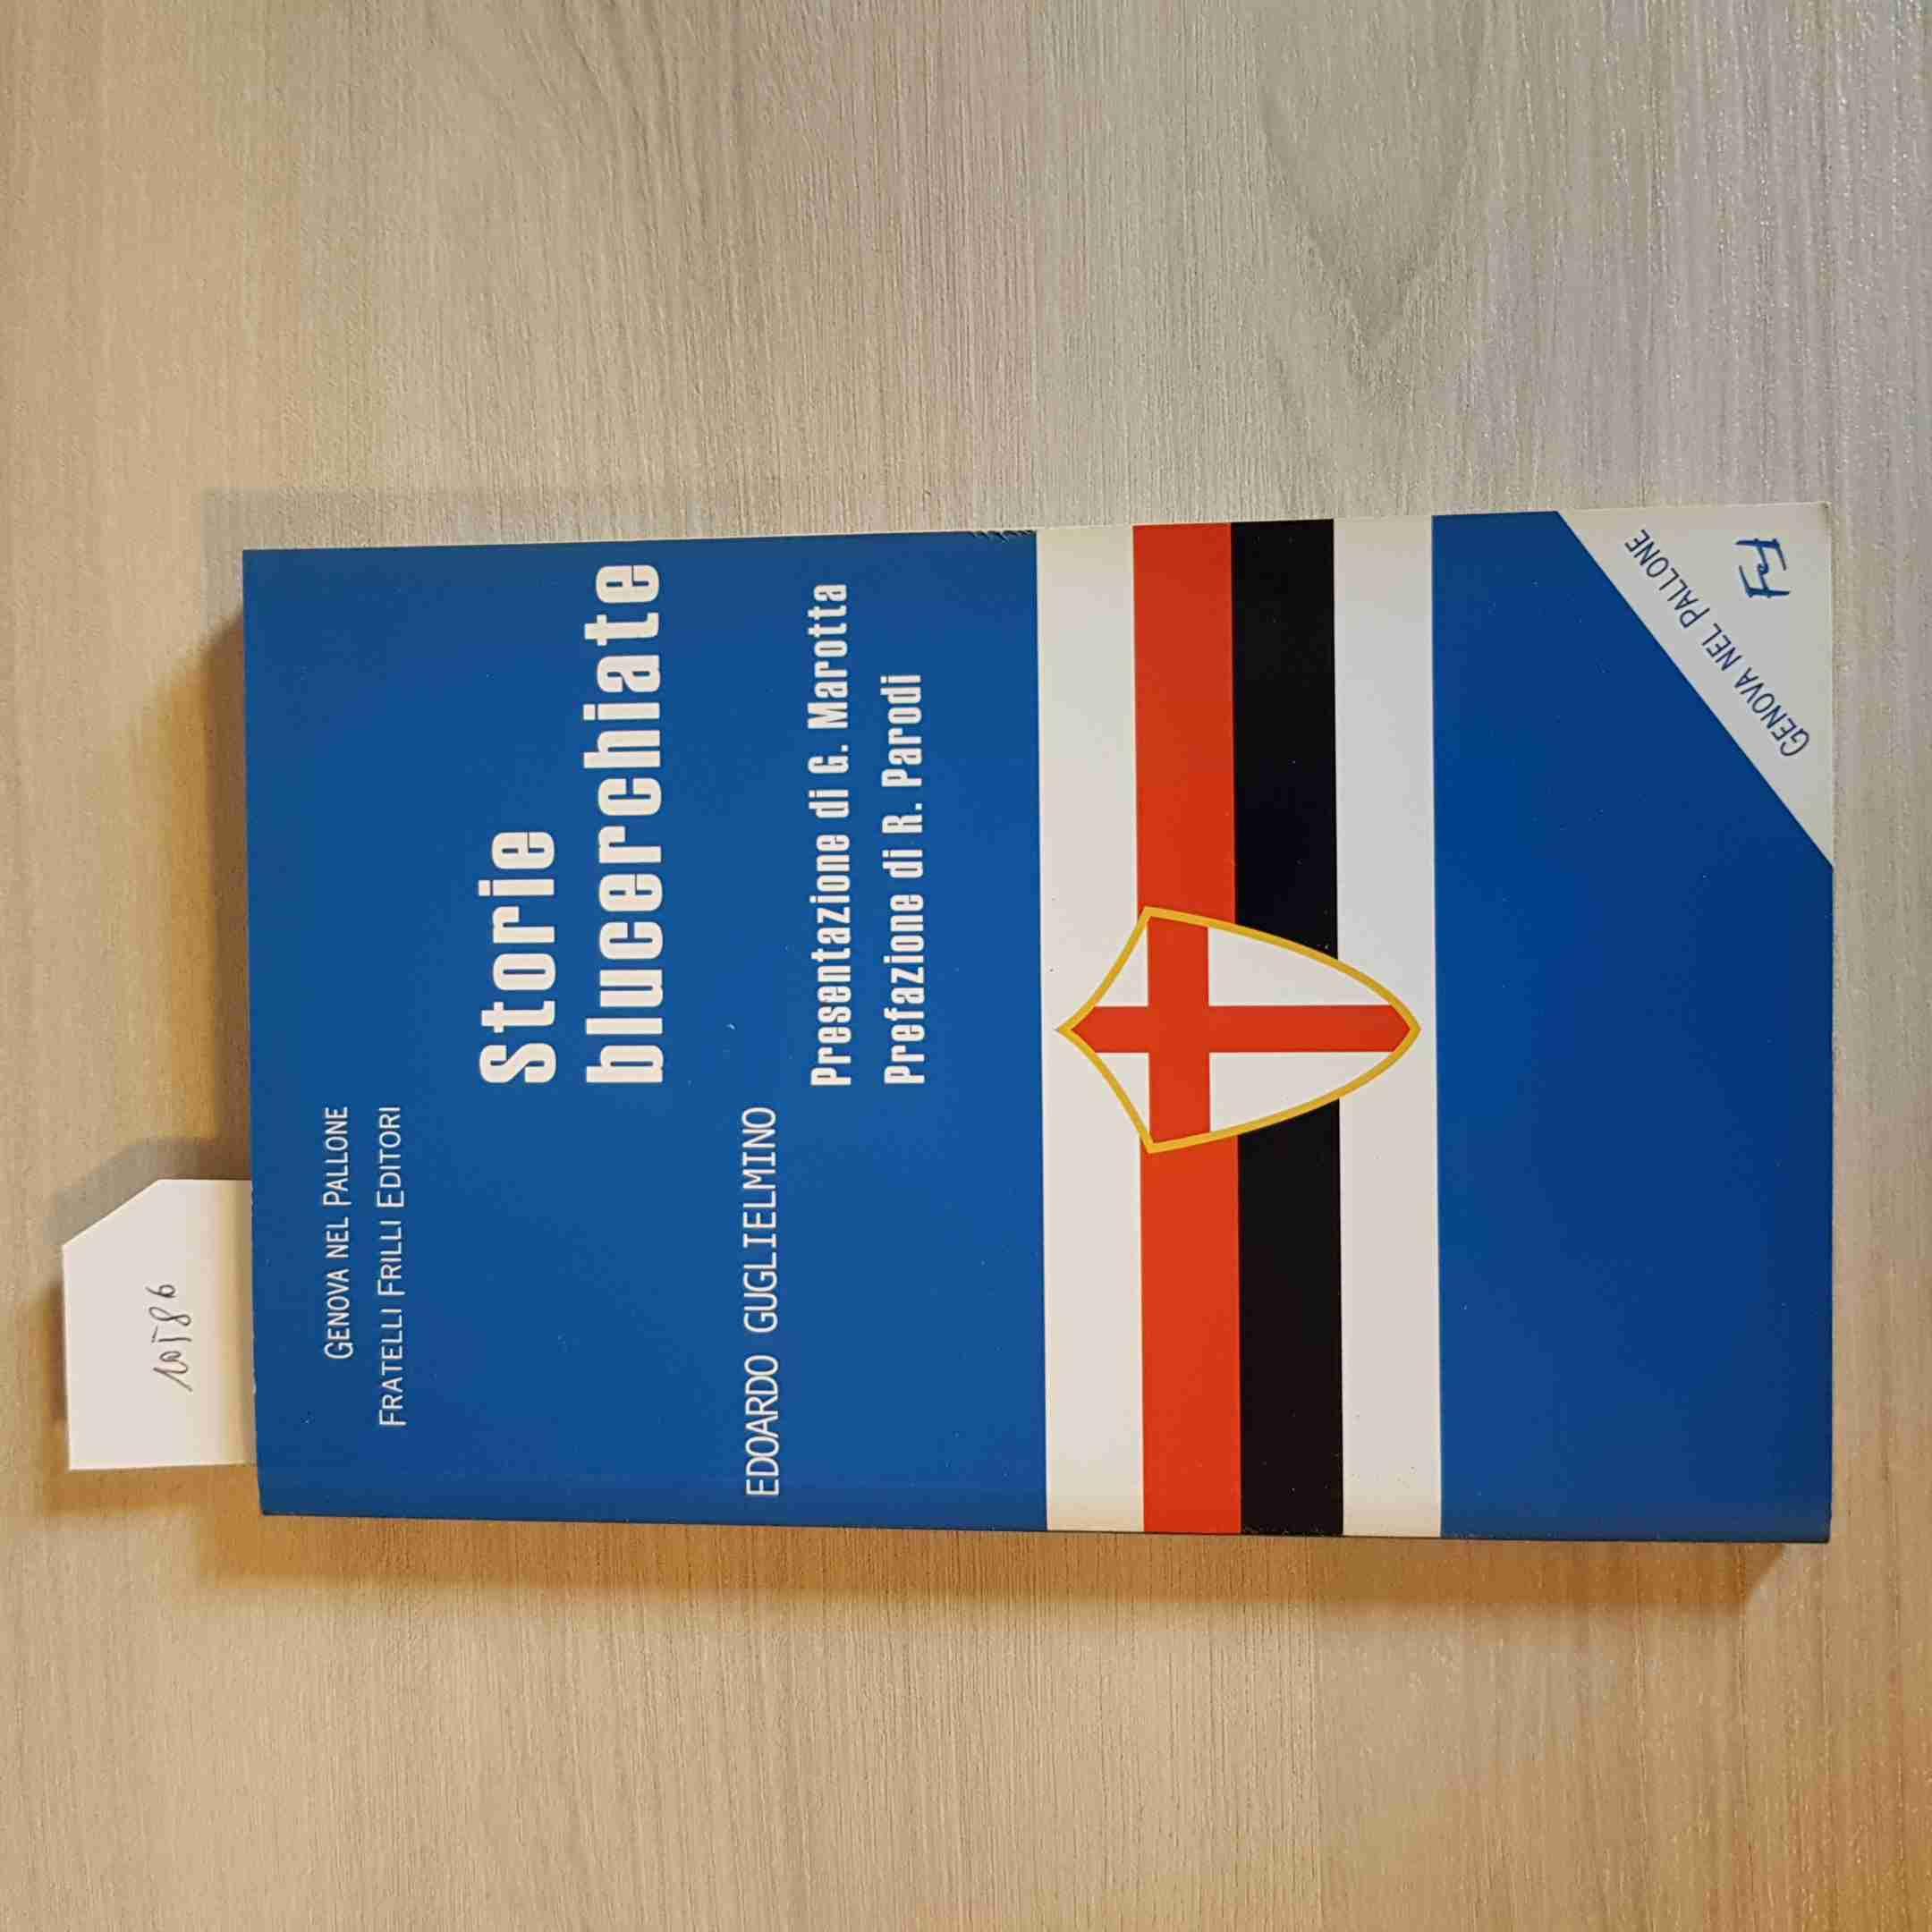 10586
GENOVA NEL PALLONE
FRATELLI FRILLI EDITORI
Storie
blucerchiate
EDOARDO GUGLIELMINO
Presentazione di G. Marotta
Prefazione di R. Parodi
GENOVA NEL PALLONE